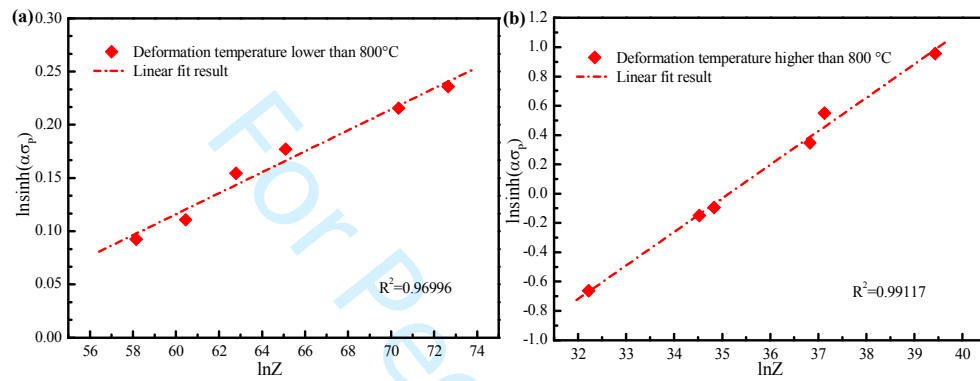 (a)
0.30
0.25
0.20
0.15
0.10
0.05
0.00
lnsinh(ασp)
Deformation temperature lower than 800°C
Linear fit result
R²=0.96996
56 58 60 62 64 66 68 70 72 74
lnZ
(b)
1.2
1.0
0.8
0.6
0.4
0.2
0.0
-0.2
-0.4
-0.6
-0.8
-1.0
lnsinh(ασp)
Deformation temperature higher than 800 °C
Linear fit result
R²=0.99117
32 33 34 35 36 37 38 39 40
lnZ
For Pee